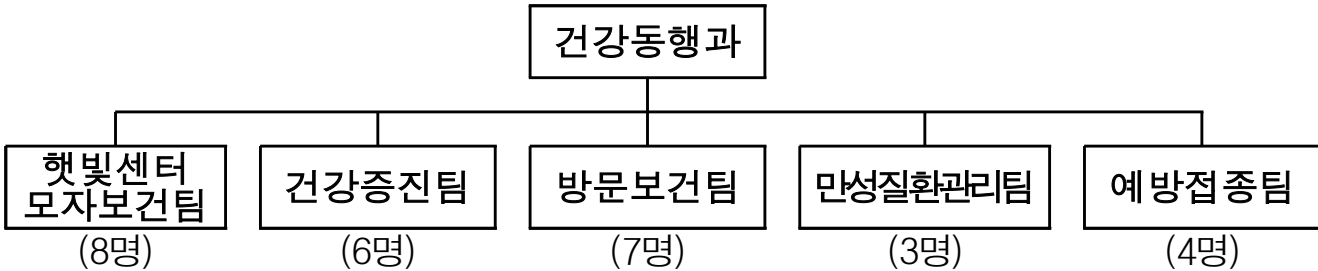 건강동행과
햇빛센터
모자보건팀
건강증진팀
방문보건팀
만성질환관리팀
예방접종팀
(8명)
(6명)
(7명)
(3명)
(4명)